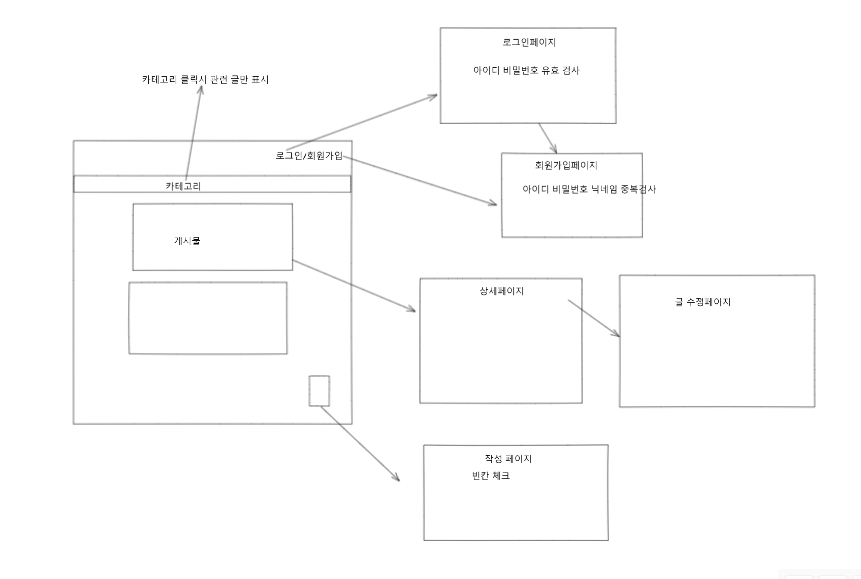 로그인페이지
아이디 비밀번호 유효 검사
카테고리 클릭시 관련 글만 표시
로그인/회원가입
회원가입페이지
아이디 비밀번호 닉네임 중복검사
카테고리
게시물
상세페이지
글 수정페이지
작성 페이지
빈칸 체크